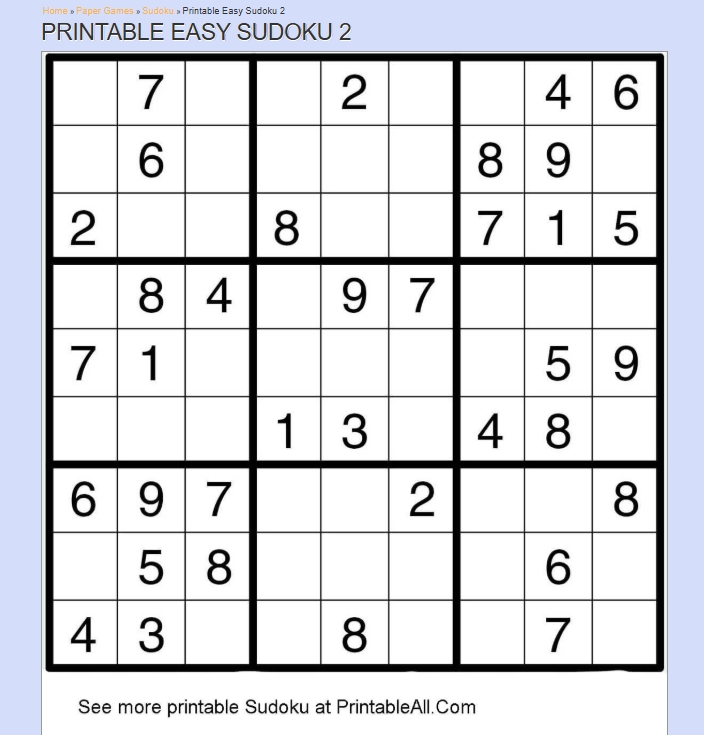 Home » Paper Games » Sudoku » Printable Easy Sudoku 2
PRINTABLE EASY SUDOKU 2
7 2 4 6
6 8 9
2 8 7 1 5
8 4 9 7
7 1 5 9
1 3 4 8
6 9 7 2 8
5 8 6
4 3 8 7
See more printable Sudoku at PrintableAll.Com